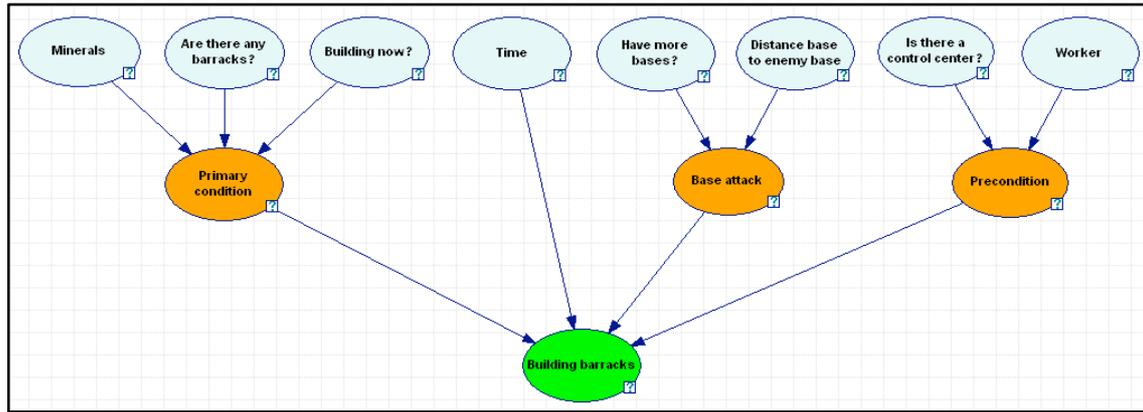 Minerals
?
Are there any
barracks?
?
Building now?
?
Time
?
Have more
bases?
?
Distance base
to enemy base
?
Is there a
control center?
?
Worker
?
Primary
condition
?
Base attack
?
Precondition
?
Building barracks
?